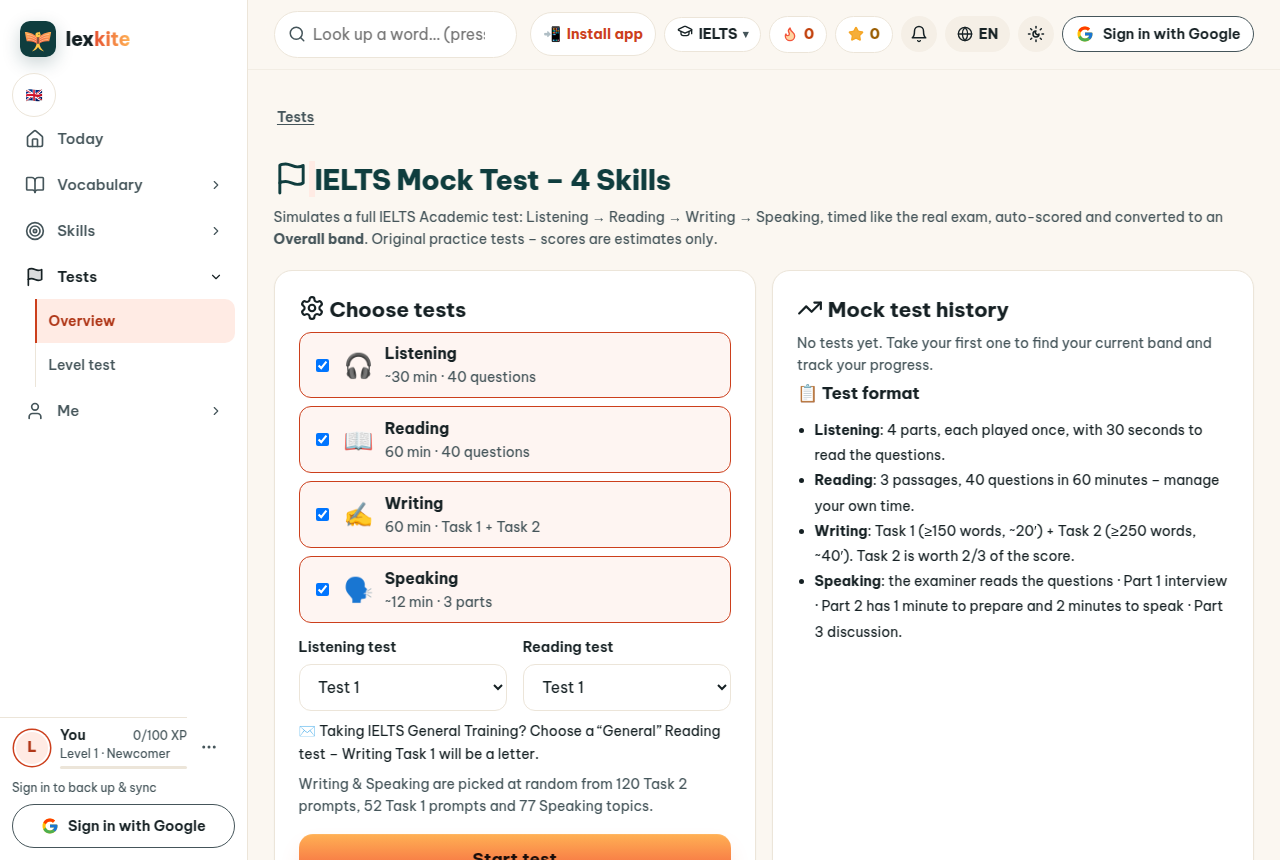 lexkite
Look up a word… (pres
📲 Install app
IELTS ▾
0
0
EN
Sign in with Google
Today
Vocabulary
Skills
Tests
Overview
Level test
Me
Tests
IELTS Mock Test – 4 Skills
Simulates a full IELTS Academic test: Listening → Reading → Writing → Speaking, timed like the real exam, auto-scored and converted to an
Overall band. Original practice tests – scores are estimates only.
Choose tests
Listening
~30 min · 40 questions
Reading
60 min · 40 questions
Writing
60 min · Task 1 + Task 2
Speaking
~12 min · 3 parts
Listening test
Reading test
Test 1
Test 1
✉️ Taking IELTS General Training? Choose a “General” Reading
test – Writing Task 1 will be a letter.
Writing & Speaking are picked at random from 120 Task 2
prompts, 52 Task 1 prompts and 77 Speaking topics.
Start test
Mock test history
No tests yet. Take your first one to find your current band and
track your progress.
📋 Test format
• Listening: 4 parts, each played once, with 30 seconds to
read the questions.
• Reading: 3 passages, 40 questions in 60 minutes – manage
your own time.
• Writing: Task 1 (≥150 words, ~20′) + Task 2 (≥250 words,
~40′). Task 2 is worth 2/3 of the score.
• Speaking: the examiner reads the questions · Part 1 interview
· Part 2 has 1 minute to prepare and 2 minutes to speak · Part
3 discussion.
L
You
0/100 XP
Level 1 · Newcomer
Sign in to back up & sync
Sign in with Google